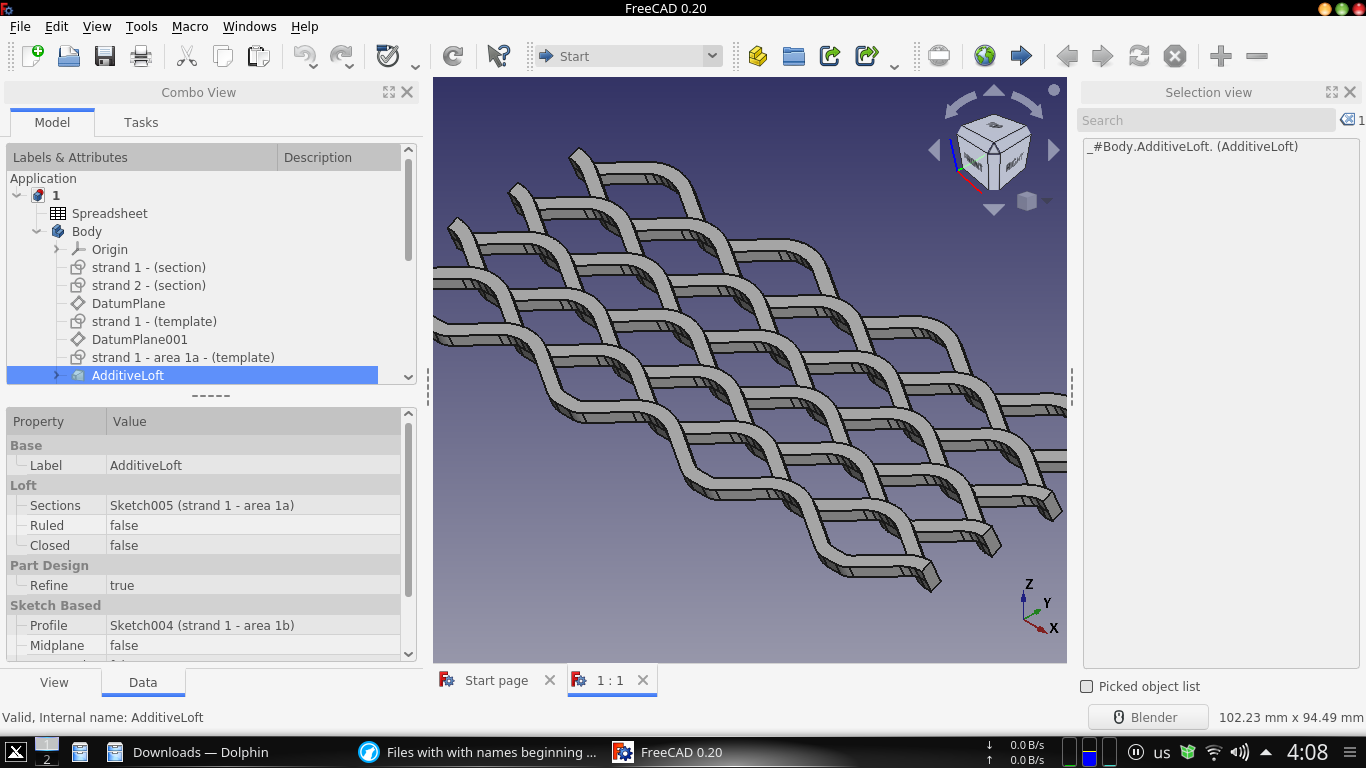 FreeCAD 0.20
File Edit View Tools Macro Windows Help
Start
Combo View
Model Tasks
Labels & Attributes Description
Application
1
Spreadsheet
Body
Origin
strand 1 - (section)
strand 2 - (section)
DatumPlane
strand 1 - (template)
DatumPlane001
strand 1 - area 1a - (template)
AdditiveLoft
Property Value
Base
Label AdditiveLoft
Loft
Sections Sketch005 (strand 1 - area 1a)
Ruled false
Closed false
Part Design
Refine true
Sketch Based
Profile Sketch004 (strand 1 - area 1b)
Midplane false
View Data
Valid, Internal name: AdditiveLoft
FRONT RIGHT
Z
Y
X
Start page 1 : 1
Selection view
Search 1
_#Body.AdditiveLoft. (AdditiveLoft)
Picked object list
Blender 102.23 mm x 94.49 mm
1
2
Downloads — Dolphin
Files with with names beginning ...
FreeCAD 0.20
↓ 0.0 B/s
↑ 0.0 B/s
us
4:08